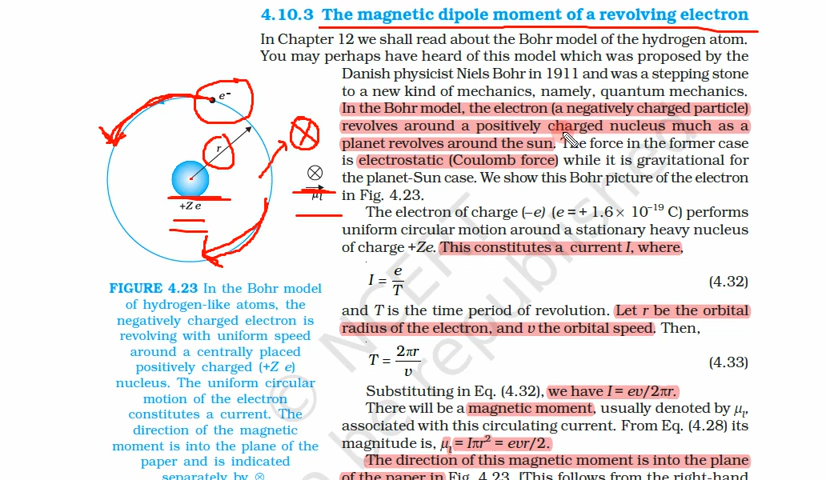 4.10.3 The magnetic dipole moment of a revolving electron
In Chapter 12 we shall read about the Bohr model of the hydrogen atom.
You may perhaps have heard of this model which was proposed by the
Danish physicist Niels Bohr in 1911 and was a stepping stone
to a new kind of mechanics, namely, quantum mechanics.
In the Bohr model, the electron (a negatively charged particle)
revolves around a positively charged nucleus much as a
planet revolves around the sun. The force in the former case
is electrostatic (Coulomb force) while it is gravitational for
the planet-Sun case. We show this Bohr picture of the electron
in Fig. 4.23.
The electron of charge (–e) (e = + 1.6 × 10⁻¹⁹ C) performs
uniform circular motion around a stationary heavy nucleus
of charge +Ze. This constitutes a current I, where,
I = e/T (4.32)
and T is the time period of revolution. Let r be the orbital
radius of the electron, and v the orbital speed. Then,
T = 2πr/v (4.33)
Substituting in Eq. (4.32), we have I = ev/2πr.
There will be a magnetic moment, usually denoted by μₗ,
associated with this circulating current. From Eq. (4.28) its
magnitude is, μₗ = Iπr² = evr/2.
The direction of this magnetic moment is into the plane
of the paper in Fig. 4.23. [This follows from the right-hand
e⁻
r
+Z e
μₗ
FIGURE 4.23 In the Bohr model
of hydrogen-like atoms, the
negatively charged electron is
revolving with uniform speed
around a centrally placed
positively charged (+Z e)
nucleus. The uniform circular
motion of the electron
constitutes a current. The
direction of the magnetic
moment is into the plane of the
paper and is indicated
separately by ⊗
© NCERT
be republished